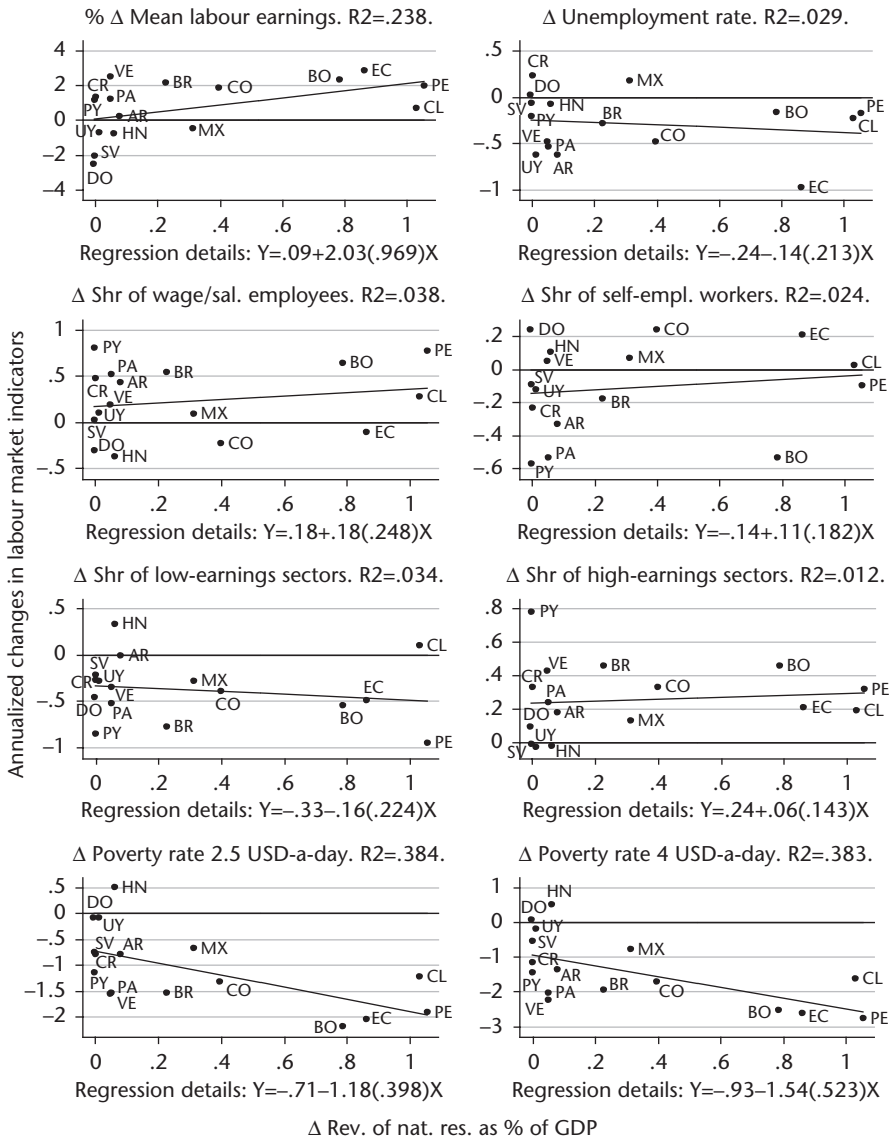 % Δ Mean labour earnings. R2=.238.
4
2
0
−2
−4
CR VE
PY PA
AR
UY HN
SV
DO
BR
CO
MX
BO
EC
PE
CL
0 .2 .4 .6 .8 1
Regression details: Y=.09+2.03(.969)X
Δ Unemployment rate. R2=.029.
.5
0
−.5
−1
CR
DO
SV HN
PY
VE
PA
UY AR
MX
BR
CO
BO
EC
PE
CL
0 .2 .4 .6 .8 1
Regression details: Y=−.24−.14(.213)X
Δ Shr of wage/sal. employees. R2=.038.
1
.5
0
−.5
PY
PA
AR
CR VE
UY
SV
DO
HN
BR
MX
CO
BO
EC
PE
CL
0 .2 .4 .6 .8 1
Regression details: Y=.18+.18(.248)X
Δ Shr of self-empl. workers. R2=.024.
.2
0
−.2
−.4
−.6
DO
HN
VE
SV
UY
CR
AR
PA
PY
CO
MX
BR
BO
EC
CL
PE
0 .2 .4 .6 .8 1
Regression details: Y=−.14+.11(.182)X
Δ Shr of low-earnings sectors. R2=.034.
.5
0
−.5
−1
HN
AR
SV
CR UY
VE
DO PA
PY
MX
CO
BR
EC
BO
CL
PE
0 .2 .4 .6 .8 1
Regression details: Y=−.33−.16(.224)X
Δ Shr of high-earnings sectors. R2=.012.
.8
.6
.4
.2
0
PY
VE
CR
PA
DO AR
UY
SV HN
BR
CO
MX
BO
EC
PE
CL
0 .2 .4 .6 .8 1
Regression details: Y=.24+.06(.143)X
Δ Poverty rate 2.5 USD-a-day. R2=.384.
.5
0
−.5
−1
−1.5
−2
HN
DO
UY
SV AR
CR
PY PA
VE
MX
CO
BR
BO
EC
CL
PE
0 .2 .4 .6 .8 1
Regression details: Y=−.71−1.18(.398)X
Δ Poverty rate 4 USD-a-day. R2=.383.
1
0
−1
−2
−3
HN
DO
UY
SV
CR
AR
PY PA
VE
MX
CO
BR
BO
EC
CL
PE
0 .2 .4 .6 .8 1
Regression details: Y=−.93−1.54(.523)X
Annualized changes in labour market indicators
Δ Rev. of nat. res. as % of GDP